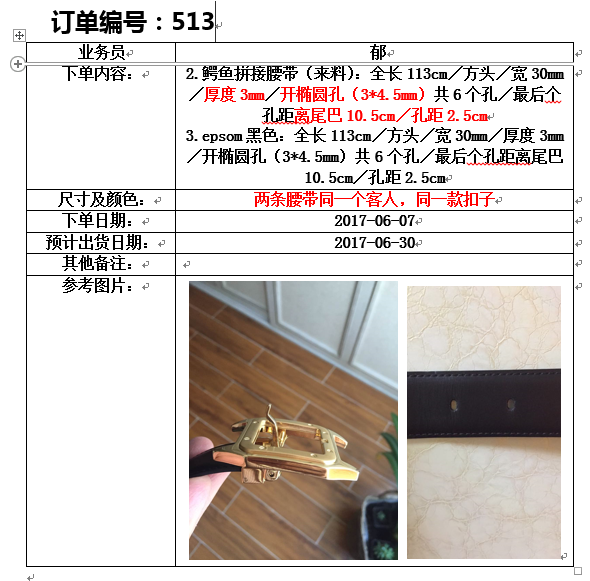 订单编号：513
业务员
郁
下单内容：
2.鳄鱼拼接腰带（来料）：全长 113cm／方头／宽 30mm
／厚度 3mm／开椭圆孔（3*4.5mm）共 6 个孔／最后个
孔距离尾巴 10.5cm／孔距 2.5cm
3.epsom 黑色：全长 113cm／方头／宽 30mm／厚度 3mm
／开椭圆孔（3*4.5mm）共 6 个孔／最后个孔距离尾巴
10.5cm／孔距 2.5cm
尺寸及颜色：
两条腰带同一个客人，同一款扣子
下单日期：
2017-06-07
预计出货日期：
2017-06-30
其他备注：
参考图片：